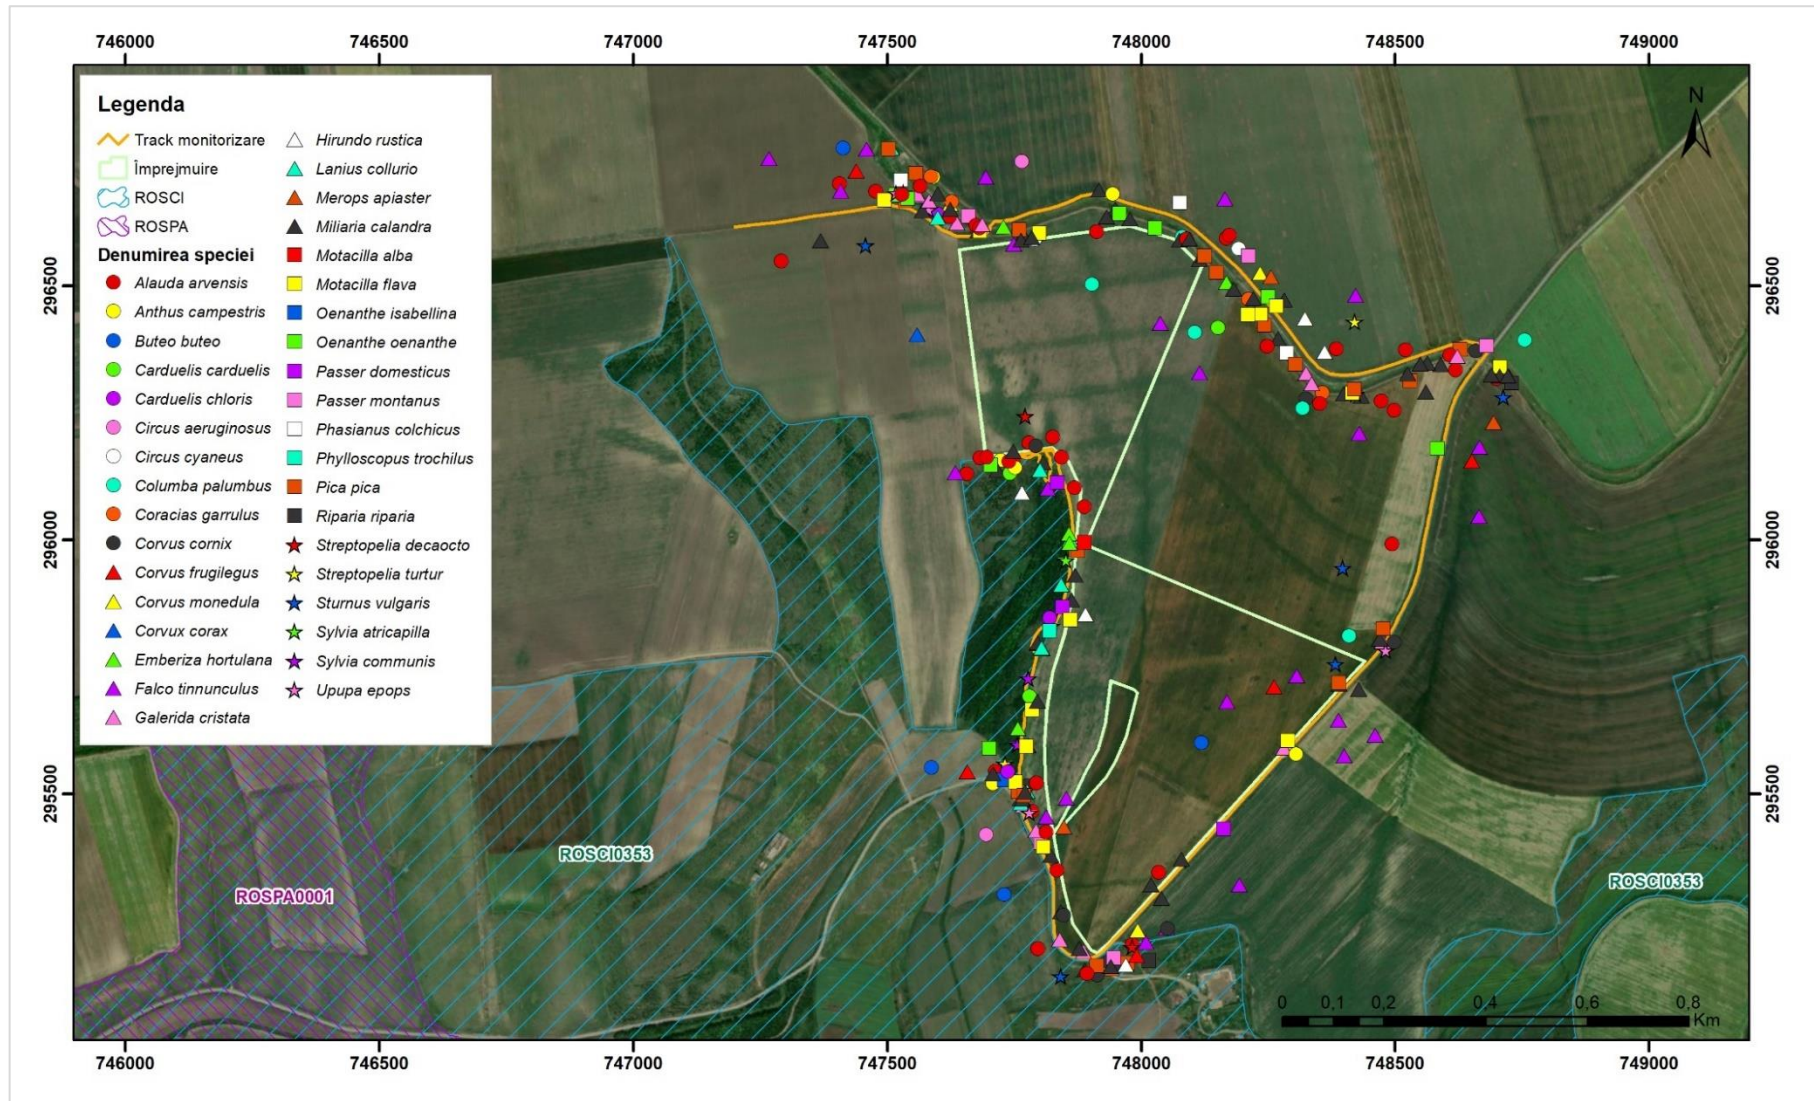 746000 746500 747000 747500 748000 748500 749000
Legenda
Track monitorizare
Împrejmuire
ROSCI
ROSPA
Denumirea speciei
Alauda arvensis
Anthus campestris
Buteo buteo
Carduelis carduelis
Carduelis chloris
Circus aeruginosus
Circus cyaneus
Columba palumbus
Coracias garrulus
Corvus cornix
Corvus frugilegus
Corvus monedula
Corvux corax
Emberiza hortulana
Falco tinnunculus
Galerida cristata
Hirundo rustica
Lanius collurio
Merops apiaster
Miliaria calandra
Motacilla alba
Motacilla flava
Oenanthe isabellina
Oenanthe oenanthe
Passer domesticus
Passer montanus
Phasianus colchicus
Phylloscopus trochilus
Pica pica
Riparia riparia
Streptopelia decaocto
Streptopelia turtur
Sturnus vulgaris
Sylvia atricapilla
Sylvia communis
Upupa epops
N
296500
296000
295500
296500
296000
295500
ROSCI0353
ROSPA0001
ROSCI0353
0 0,1 0,2 0,4 0,6 0,8
Km
746000 746500 747000 747500 748000 748500 749000